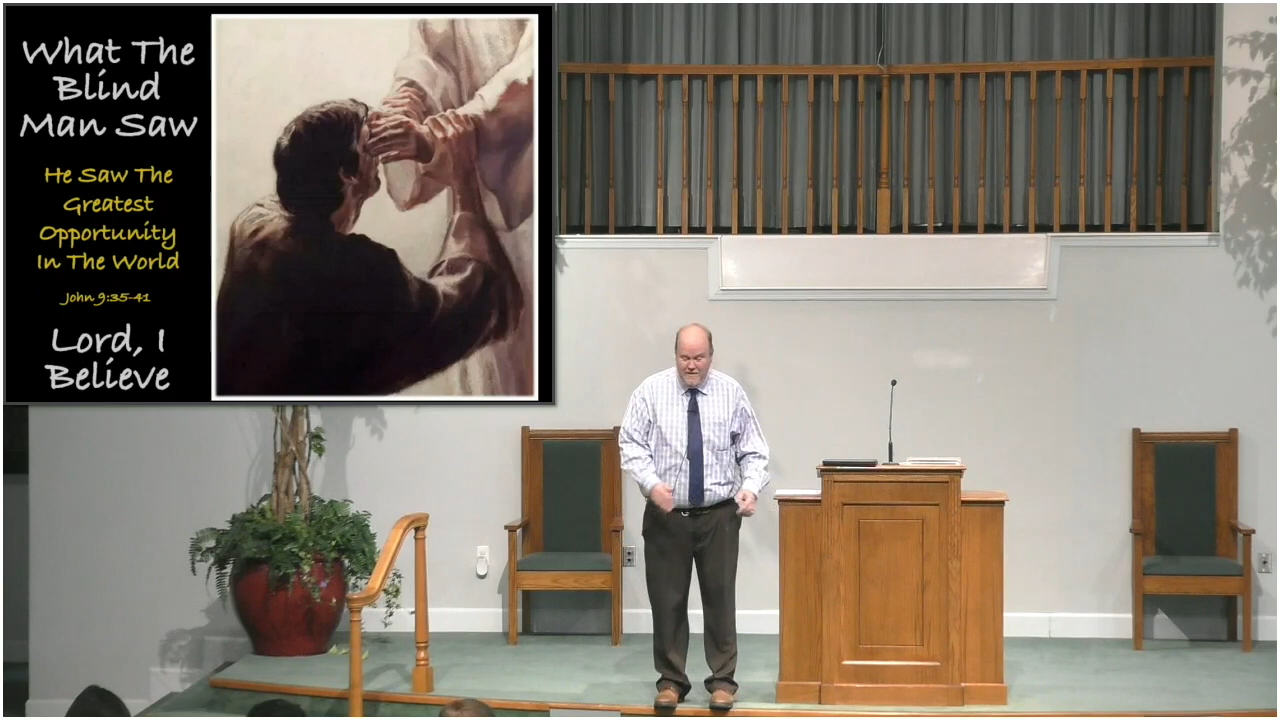 What The
Blind
Man Saw
He Saw The
Greatest
Opportunity
In The World
John 9:35-41
Lord, I
Believe